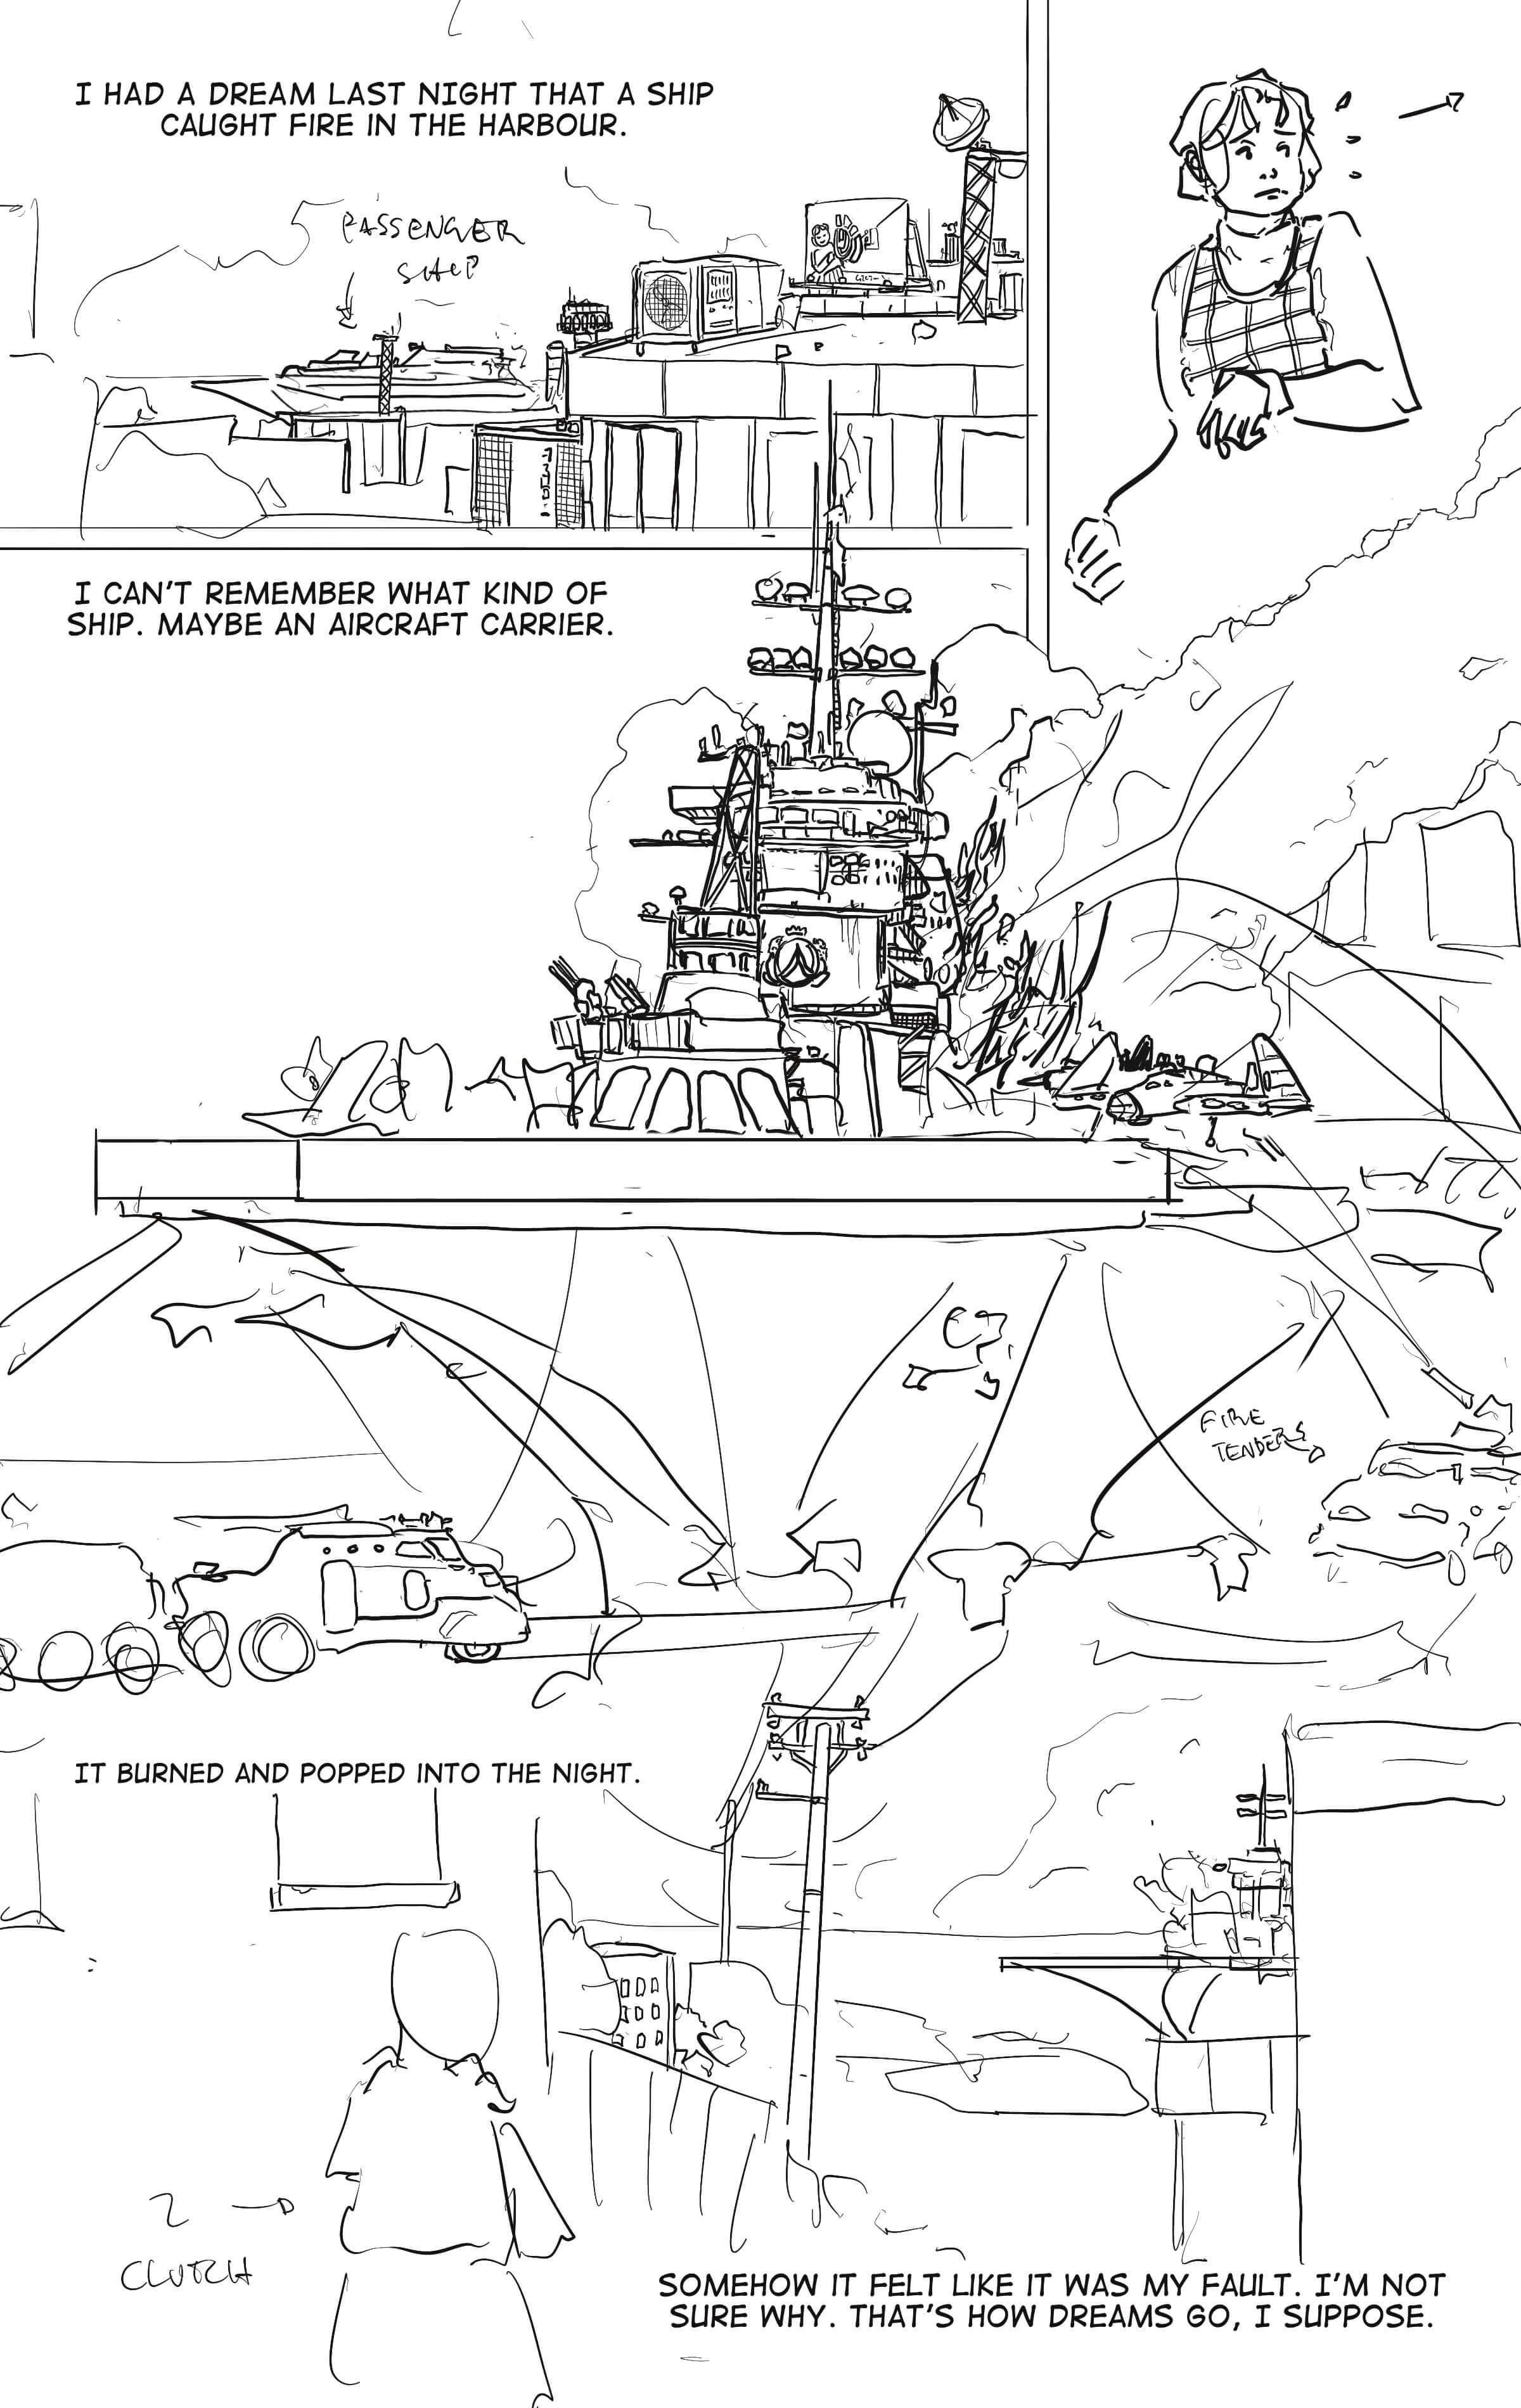 I HAD A DREAM LAST NIGHT THAT A SHIP
CAUGHT FIRE IN THE HARBOUR.
PASSENGER
SHIP
I CAN'T REMEMBER WHAT KIND OF
SHIP. MAYBE AN AIRCRAFT CARRIER.
FIRE
TENDERS
IT BURNED AND POPPED INTO THE NIGHT.
CLUTCH
SOMEHOW IT FELT LIKE IT WAS MY FAULT. I'M NOT
SURE WHY. THAT'S HOW DREAMS GO, I SUPPOSE.